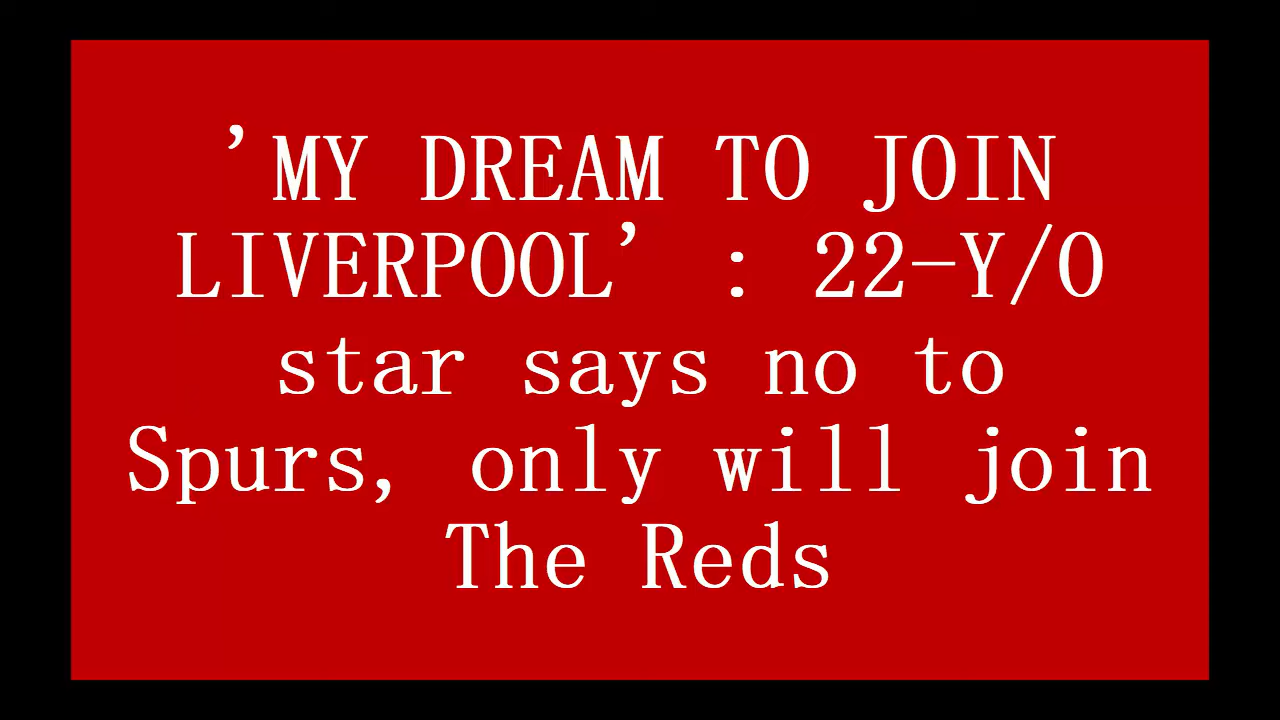 ’MY DREAM TO JOIN
LIVERPOOL’ : 22-Y/O
star says no to
Spurs, only will join
The Reds